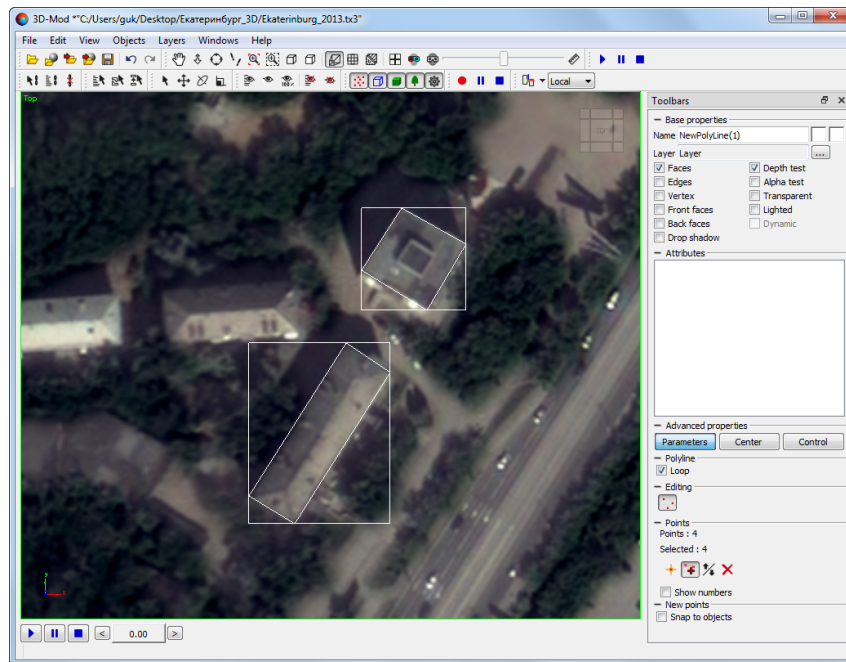 3D-Mod *"C:/Users/guk/Desktop/Екатеринбург_3D/Ekaterinburg_2013.tx3"
File Edit View Objects Layers Windows Help
Local
Top
Toolbars
Base properties
Name NewPolyLine(1)
Layer Layer ...
Faces Depth test
Edges Alpha test
Vertex Transparent
Front faces Lighted
Back faces Dynamic
Drop shadow
Attributes
Advanced properties
Parameters Center Control
Polyline
Loop
Editing
Points
Points : 4
Selected : 4
Show numbers
New points
Snap to objects
y
x
< 0.00 >